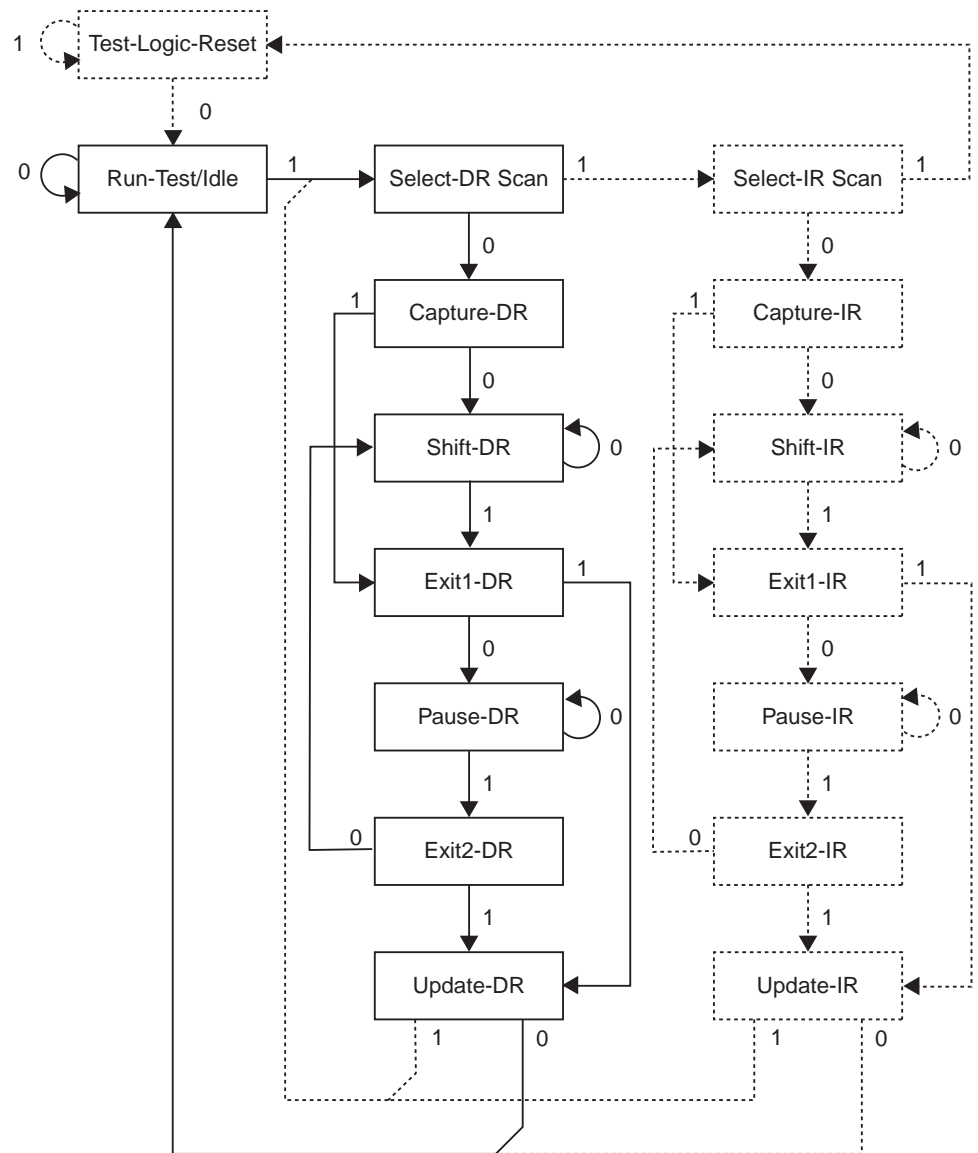 1
Test-Logic-Reset
0
0
Run-Test/Idle
1
Select-DR Scan
1
Select-IR Scan
1
0
0
1
Capture-DR
1
Capture-IR
0
0
Shift-DR
0
Shift-IR
0
1
1
Exit1-DR
1
Exit1-IR
1
0
0
Pause-DR
0
Pause-IR
0
1
1
0
Exit2-DR
0
Exit2-IR
1
1
Update-DR
Update-IR
1
0
1
0